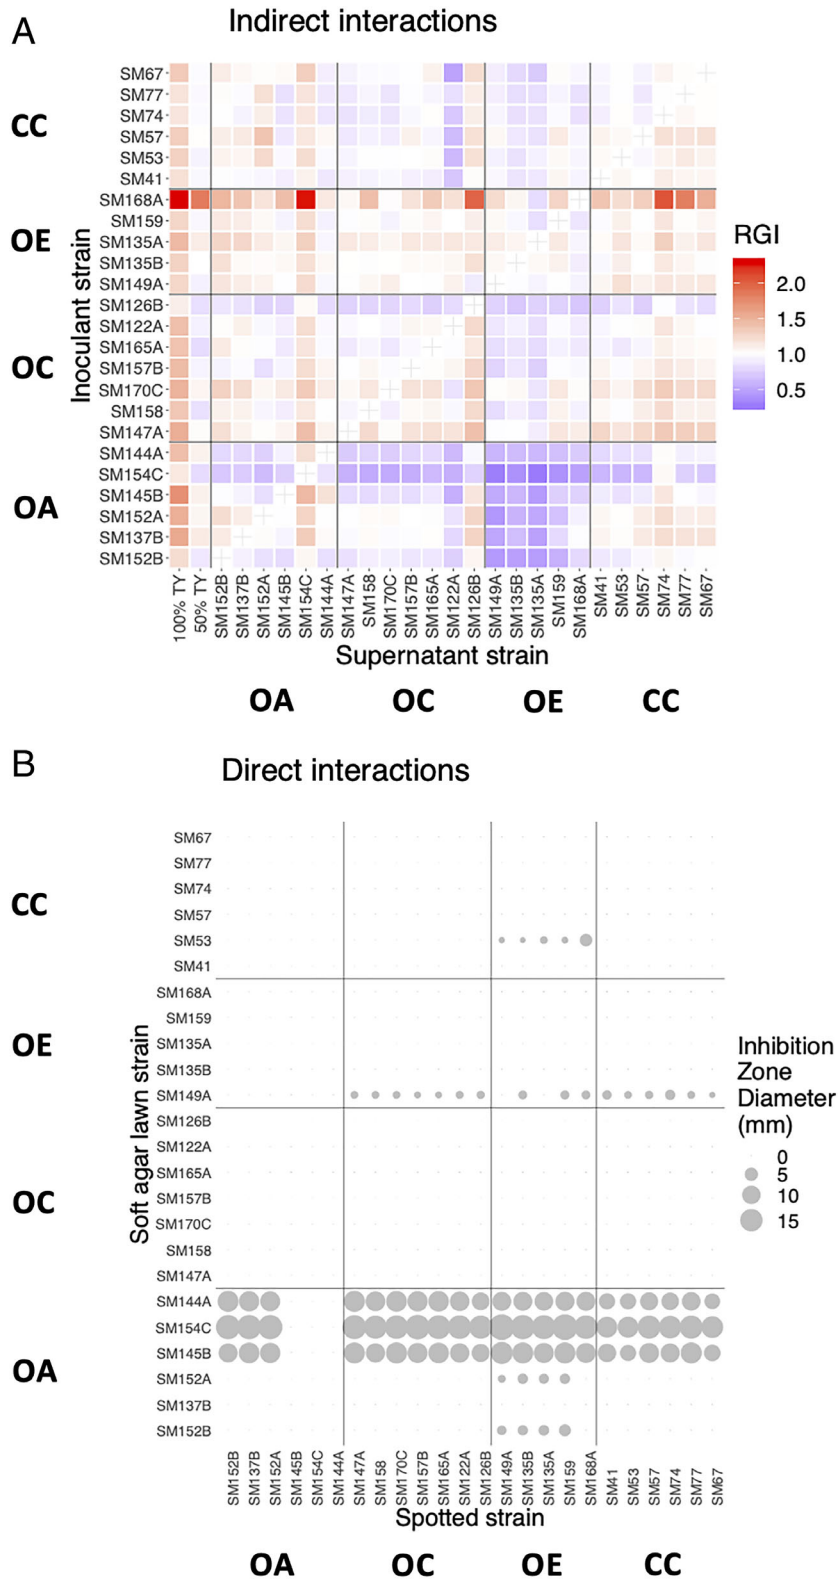 A
Indirect interactions
CC
OE
OC
OA
Inoculant strain
SM67
SM77
SM74
SM57
SM53
SM41
SM168A
SM159
SM135A
SM135B
SM149A
SM126B
SM122A
SM165A
SM157B
SM170C
SM158
SM147A
SM144A
SM154C
SM145B
SM152A
SM137B
SM152B
RGI
2.0
1.5
1.0
0.5
100% TY
50% TY
SM152B
SM137B
SM152A
SM145B
SM154C
SM144A
SM147A
SM158
SM170C
SM157B
SM165A
SM122A
SM126B
SM149A
SM135B
SM135A
SM159
SM168A
SM41
SM53
SM57
SM74
SM77
SM67
Supernatant strain
OA OC OE CC
B
Direct interactions
CC
OE
OC
OA
Soft agar lawn strain
SM67
SM77
SM74
SM57
SM53
SM41
SM168A
SM159
SM135A
SM135B
SM149A
SM126B
SM122A
SM165A
SM157B
SM170C
SM158
SM147A
SM144A
SM154C
SM145B
SM152A
SM137B
SM152B
Inhibition
Zone
Diameter
(mm)
0
5
10
15
SM152B
SM137B
SM152A
SM145B
SM154C
SM144A
SM147A
SM158
SM170C
SM157B
SM165A
SM122A
SM126B
SM149A
SM135B
SM135A
SM159
SM168A
SM41
SM53
SM57
SM74
SM77
SM67
Spotted strain
OA OC OE CC